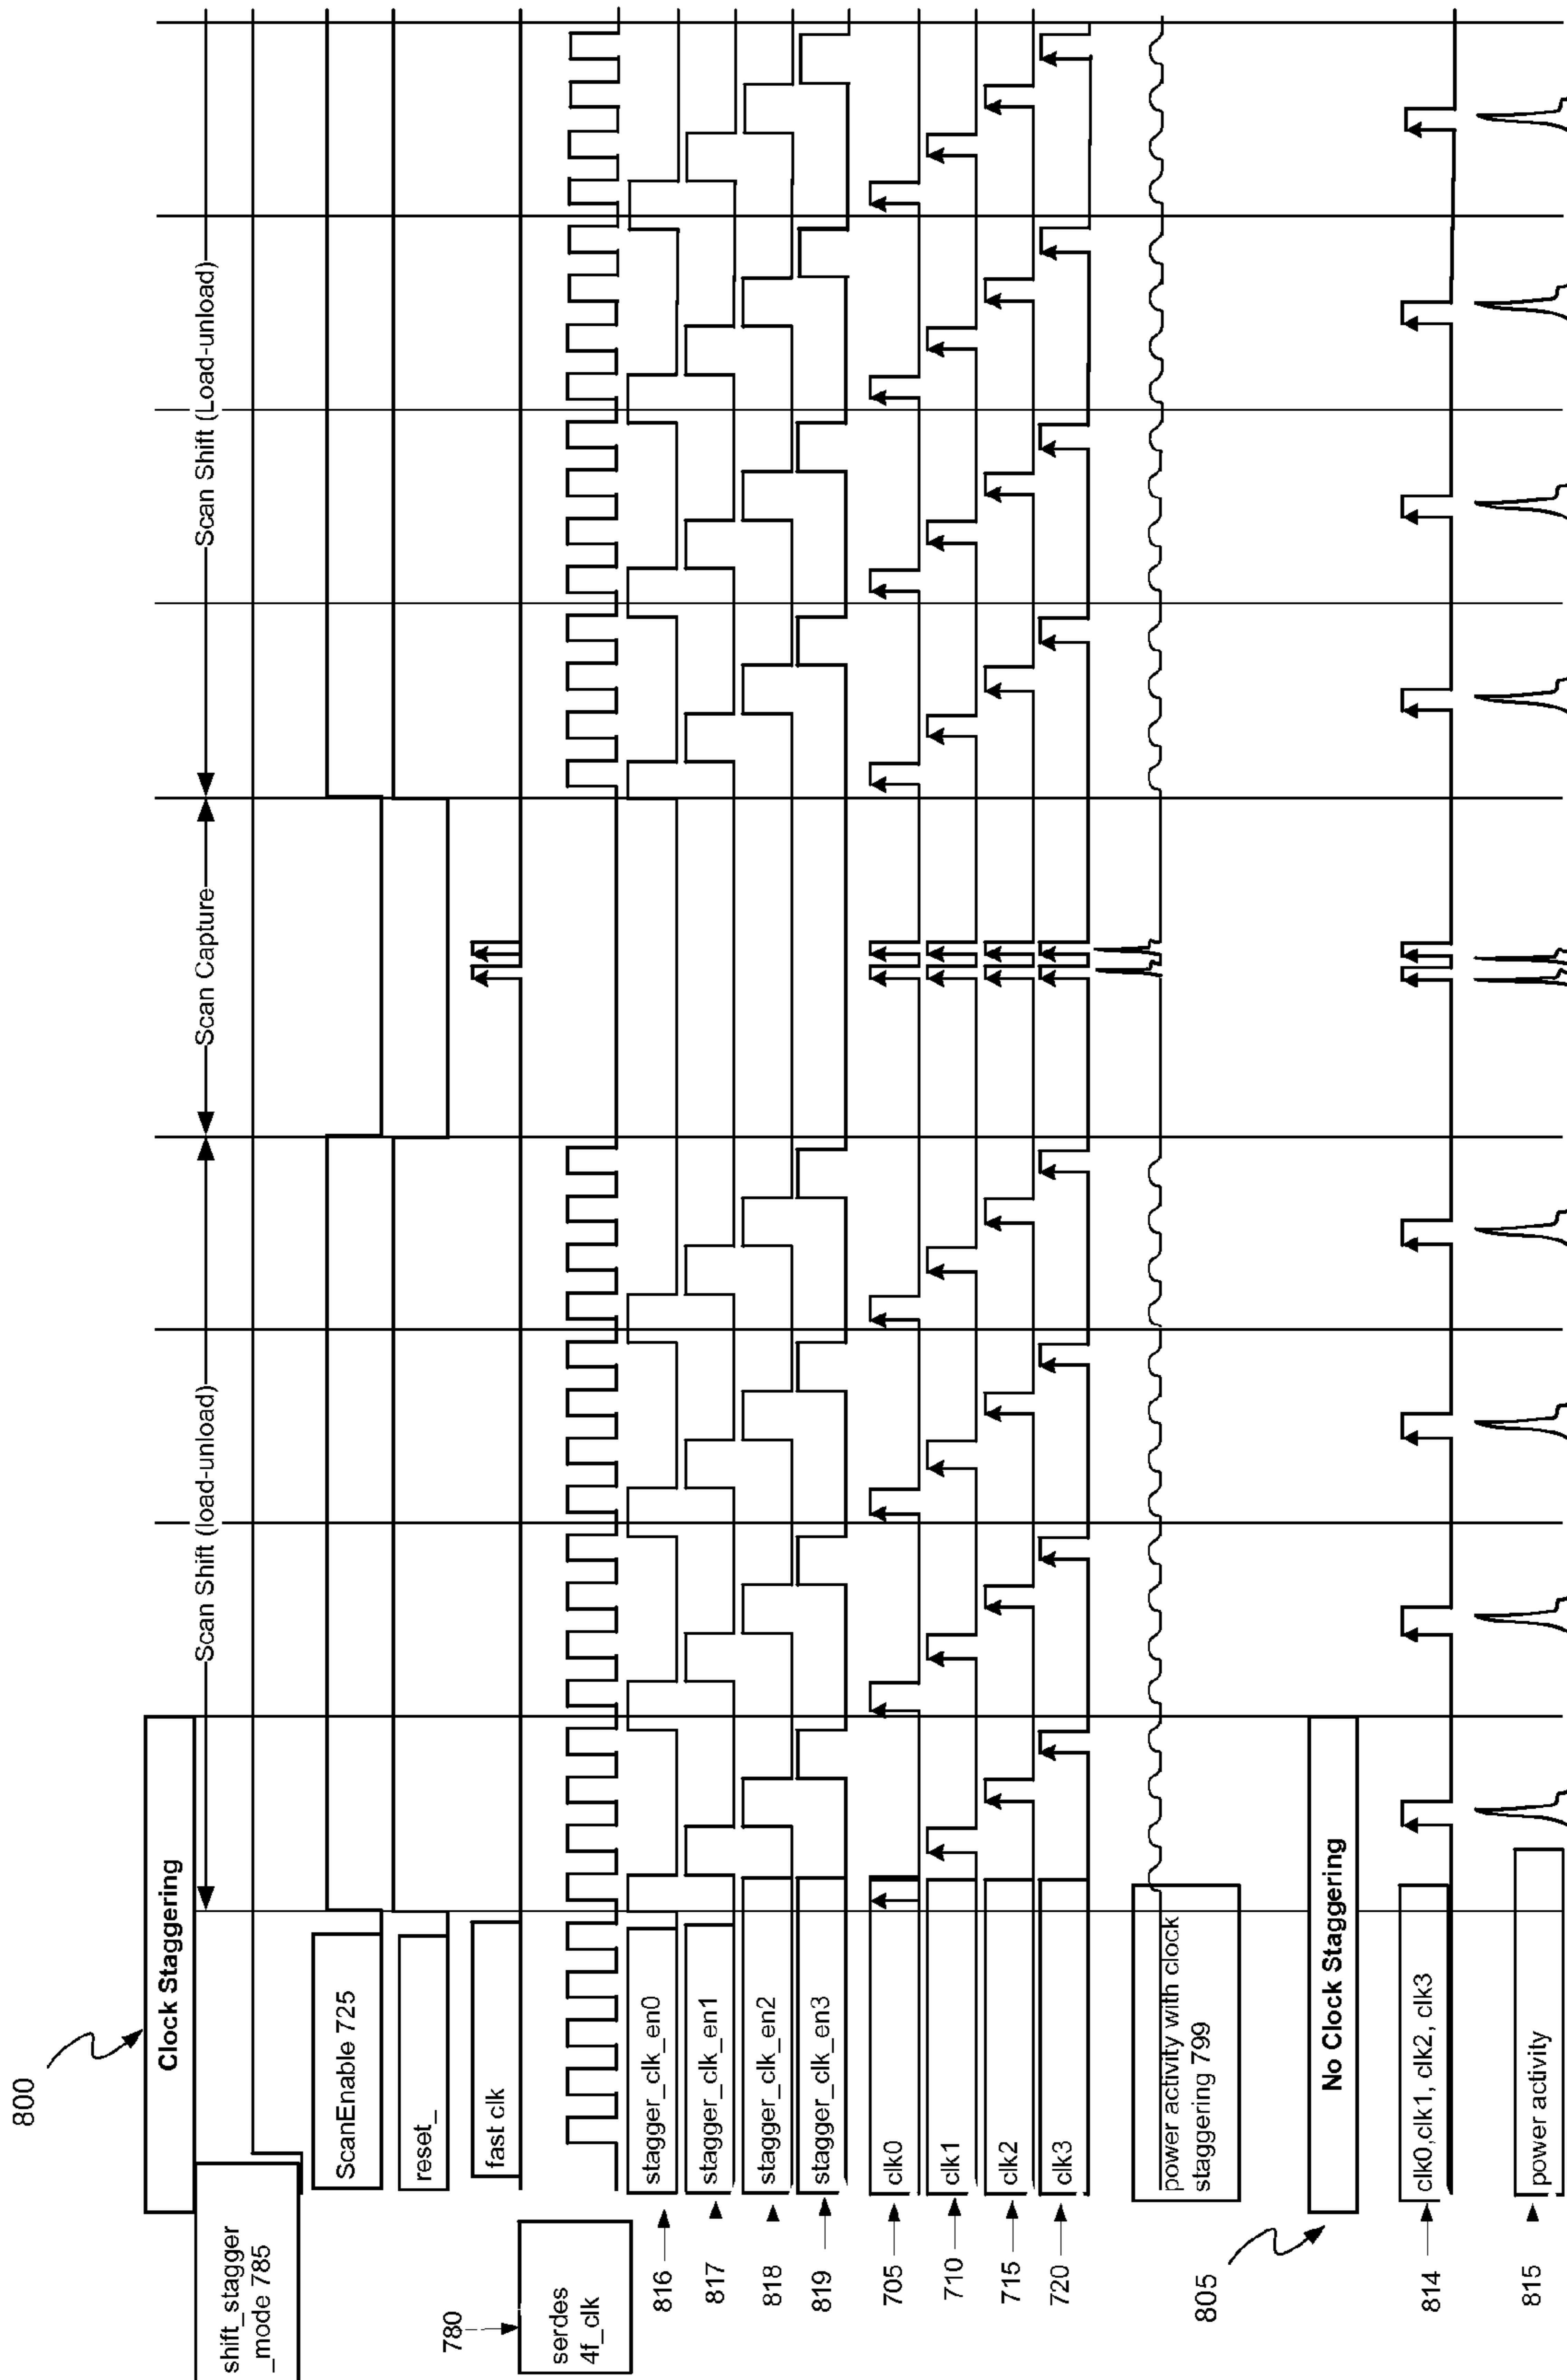 800
Clock Staggering
Scan Shift (load-unload)
Scan Capture
Scan Shift (Load-unload)
shift_stagger
_mode 785
ScanEnable 725
reset_
fast clk
780
serdes
4f_clk
816
stagger_clk_en0
817
stagger_clk_en1
818
stagger_clk_en2
819
stagger_clk_en3
705
clk0
710
clk1
715
clk2
720
clk3
power activity with clock
staggering 799
805
No Clock Staggering
814
clk0,clk1, clk2, clk3
815
power activity